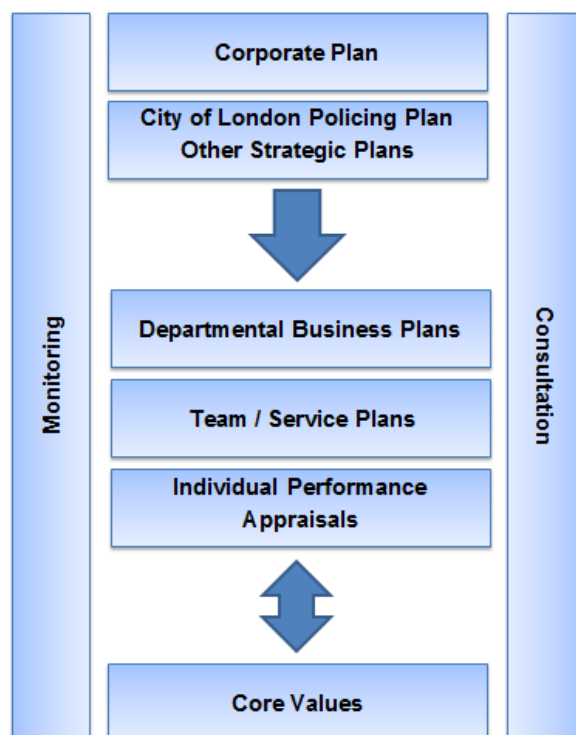 Corporate Plan
City of London Policing Plan
Other Strategic Plans
Departmental Business Plans
Team / Service Plans
Individual Performance
Appraisals
Core Values
Monitoring
Consultation